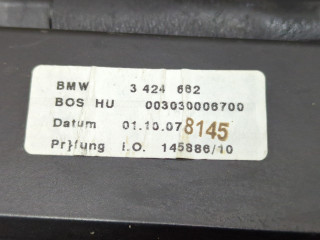 BMW 3 424 662
BOS HU 003030006700
Datum 01.10.07 8145
Pr}fung i.O. 145886/10